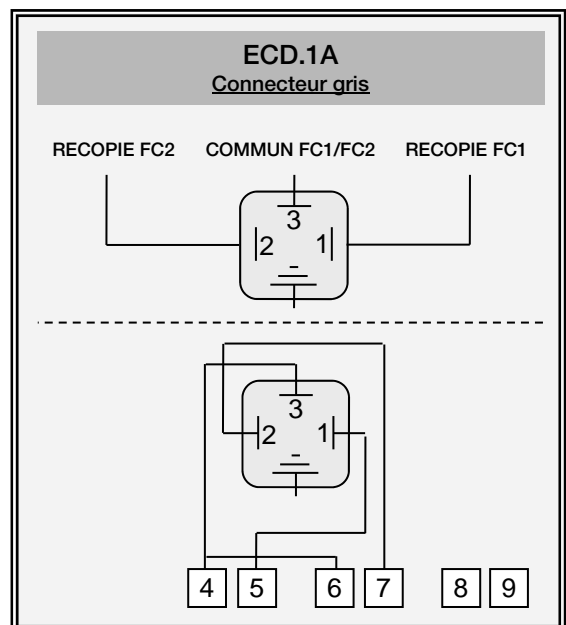 ECD.1A
Connecteur gris
RECOPIE FC2 COMMUN FC1/FC2 RECOPIE FC1
3
2 1
3
2 1
4 5 6 7 8 9